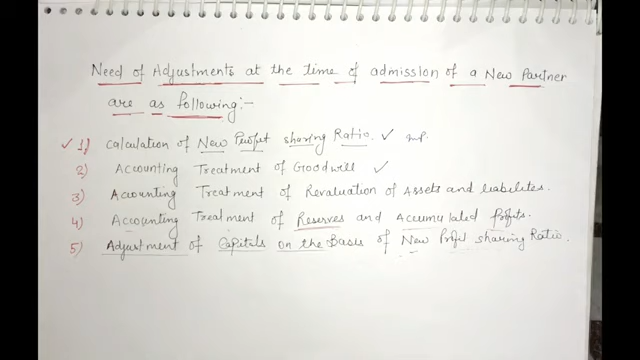 Need of Adjustments at the time of admission of a New Partner
are as following:-
✓ 1) Calculation of New Profit sharing Ratio. ✓ Imp.
2) Accounting Treatment of Goodwill ✓
3) Accounting Treatment of Revaluation of Assets and liabilites.
4) Accounting Treatment of Reserves and Accumulated profits.
5) Adjustment of Capitals on the Basis of New Profit sharing Ratio.